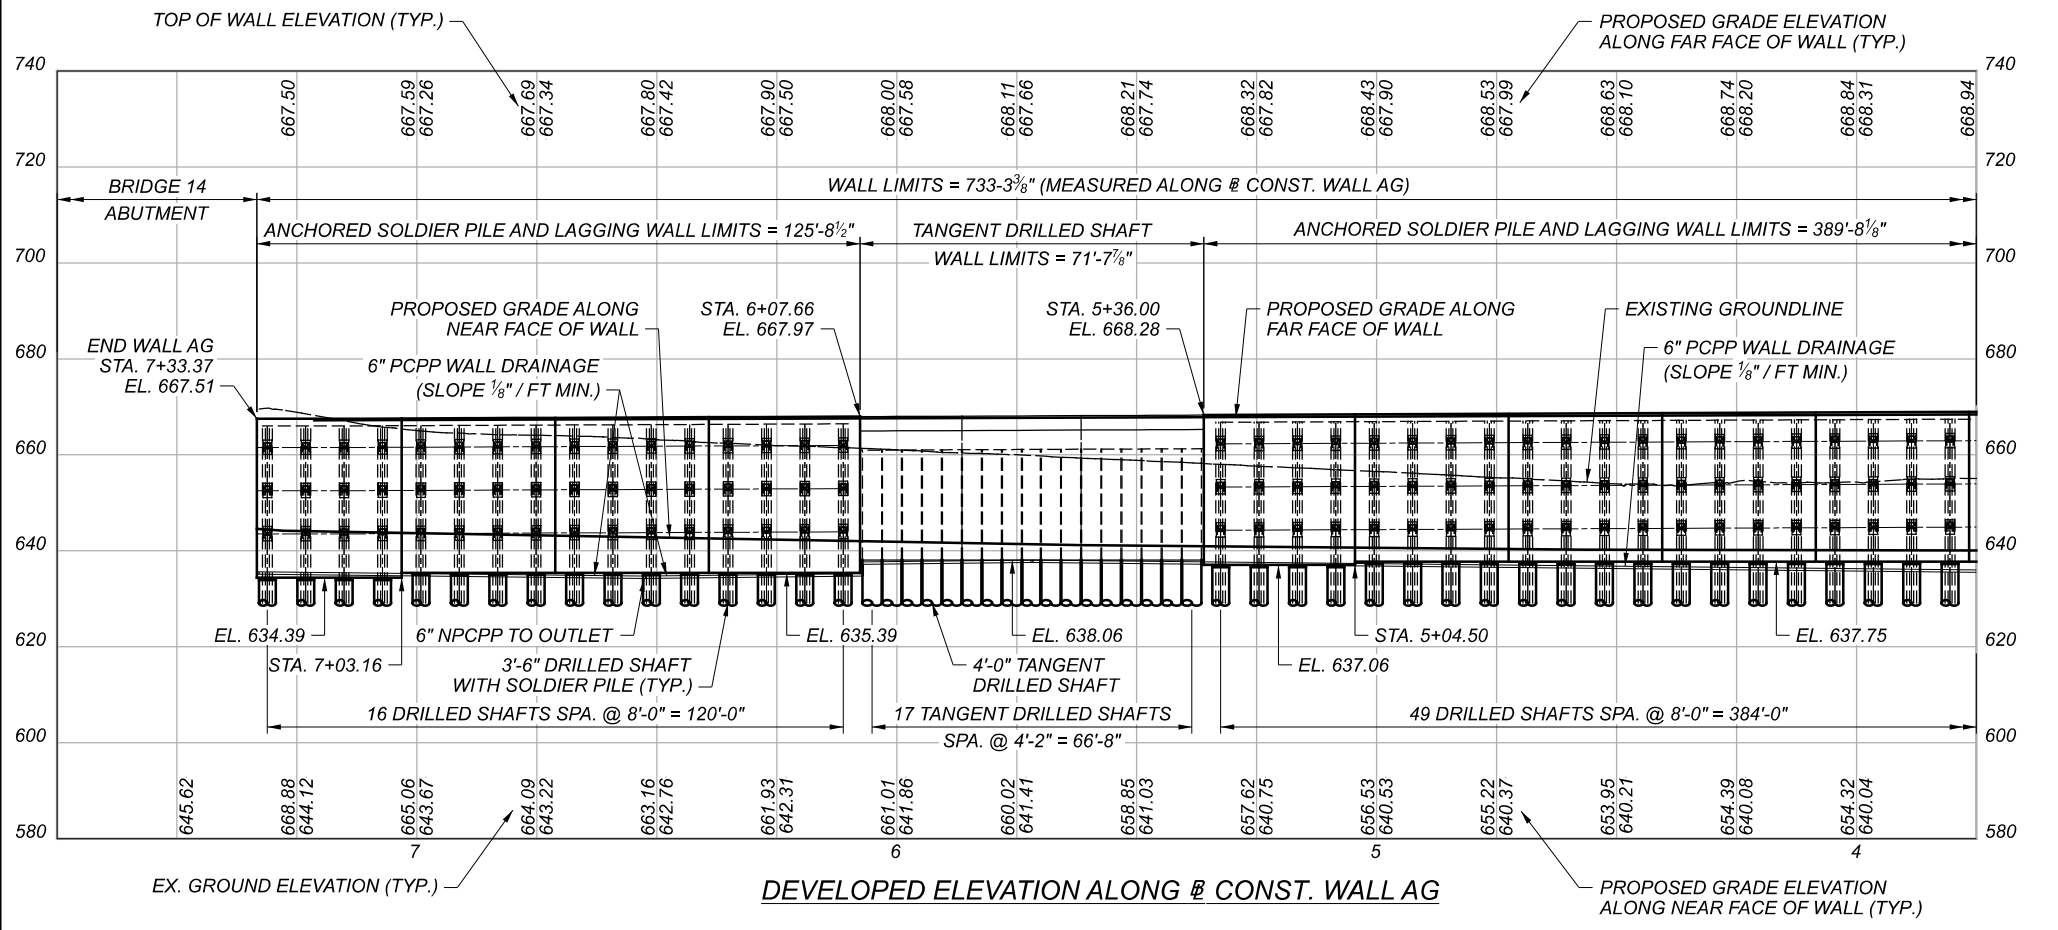 TOP OF WALL ELEVATION (TYP.)
PROPOSED GRADE ELEVATION
ALONG FAR FACE OF WALL (TYP.)
740
740
667.50
667.59
667.26
667.69
667.34
667.80
667.42
667.90
667.50
668.00
667.58
668.11
667.66
668.21
667.74
668.32
667.82
668.43
667.90
668.53
667.99
668.63
668.10
668.74
668.20
668.84
668.31
668.94
720
720
BRIDGE 14
ABUTMENT
WALL LIMITS = 733-3⅜" (MEASURED ALONG ⅊ CONST. WALL AG)
ANCHORED SOLDIER PILE AND LAGGING WALL LIMITS = 125'-8½"
TANGENT DRILLED SHAFT
WALL LIMITS = 71'-7⅞"
ANCHORED SOLDIER PILE AND LAGGING WALL LIMITS = 389'-8⅛"
700
700
PROPOSED GRADE ALONG
NEAR FACE OF WALL
STA. 6+07.66
EL. 667.97
STA. 5+36.00
EL. 668.28
PROPOSED GRADE ALONG
FAR FACE OF WALL
EXISTING GROUNDLINE
680
680
END WALL AG
STA. 7+33.37
EL. 667.51
6" PCPP WALL DRAINAGE
(SLOPE ⅛" / FT MIN.)
6" PCPP WALL DRAINAGE
(SLOPE ⅛" / FT MIN.)
660
660
640
640
620
620
EL. 634.39
6" NPCPP TO OUTLET
EL. 635.39
EL. 638.06
STA. 5+04.50
EL. 637.75
STA. 7+03.16
3'-6" DRILLED SHAFT
WITH SOLDIER PILE (TYP.)
4'-0" TANGENT
DRILLED SHAFT
EL. 637.06
16 DRILLED SHAFTS SPA. @ 8'-0" = 120'-0"
17 TANGENT DRILLED SHAFTS
SPA. @ 4'-2" = 66'-8"
49 DRILLED SHAFTS SPA. @ 8'-0" = 384'-0"
600
600
645.62
668.88
644.12
665.06
643.67
664.09
643.22
663.16
642.76
661.93
642.31
661.01
641.86
660.02
641.41
658.85
641.03
657.62
640.75
656.53
640.53
655.22
640.37
653.95
640.21
654.39
640.08
654.32
640.04
580
580
7
6
5
4
EX. GROUND ELEVATION (TYP.)
DEVELOPED ELEVATION ALONG ⅊ CONST. WALL AG
PROPOSED GRADE ELEVATION
ALONG NEAR FACE OF WALL (TYP.)